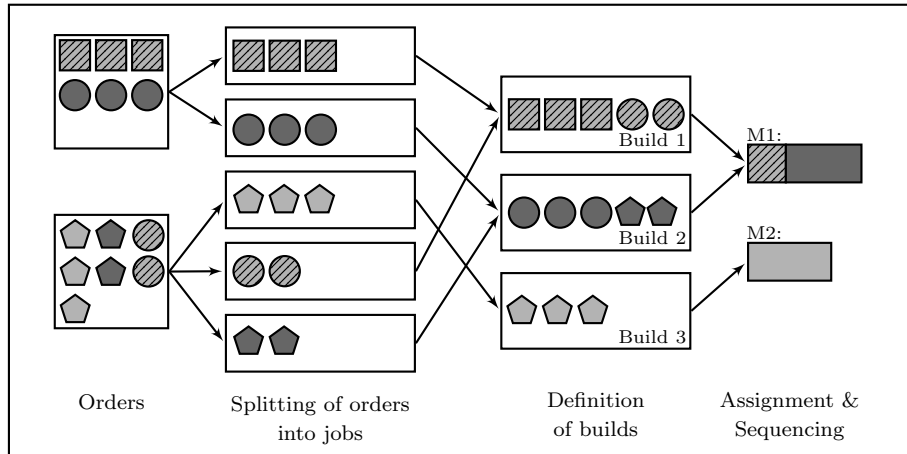 M1:
Build 1
Build 2
M2:
Build 3
Orders
Splitting of orders
into jobs
Definition
of builds
Assignment &
Sequencing